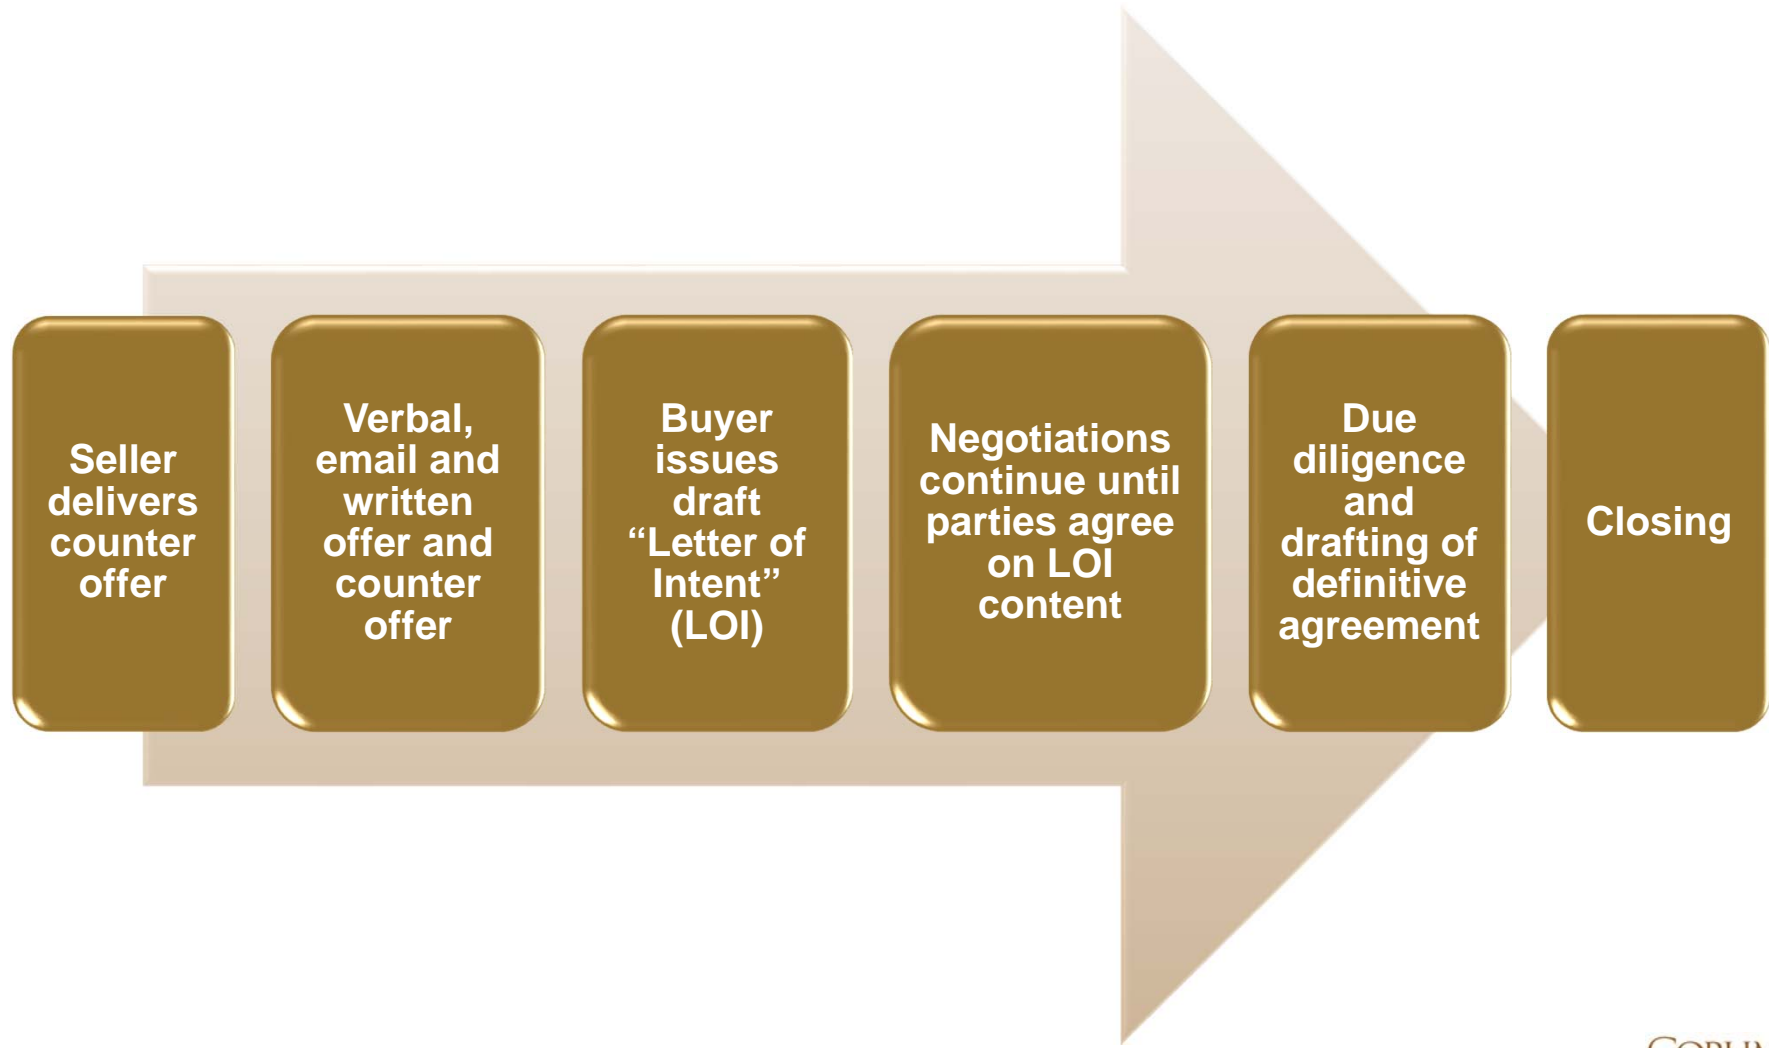 Seller
delivers
counter
offer
Verbal,
email and
written
offer and
counter
offer
Buyer
issues
draft
“Letter of
Intent”
(LOI)
Negotiations
continue until
parties agree
on LOI
content
Due
diligence
and
drafting of
definitive
agreement
Closing